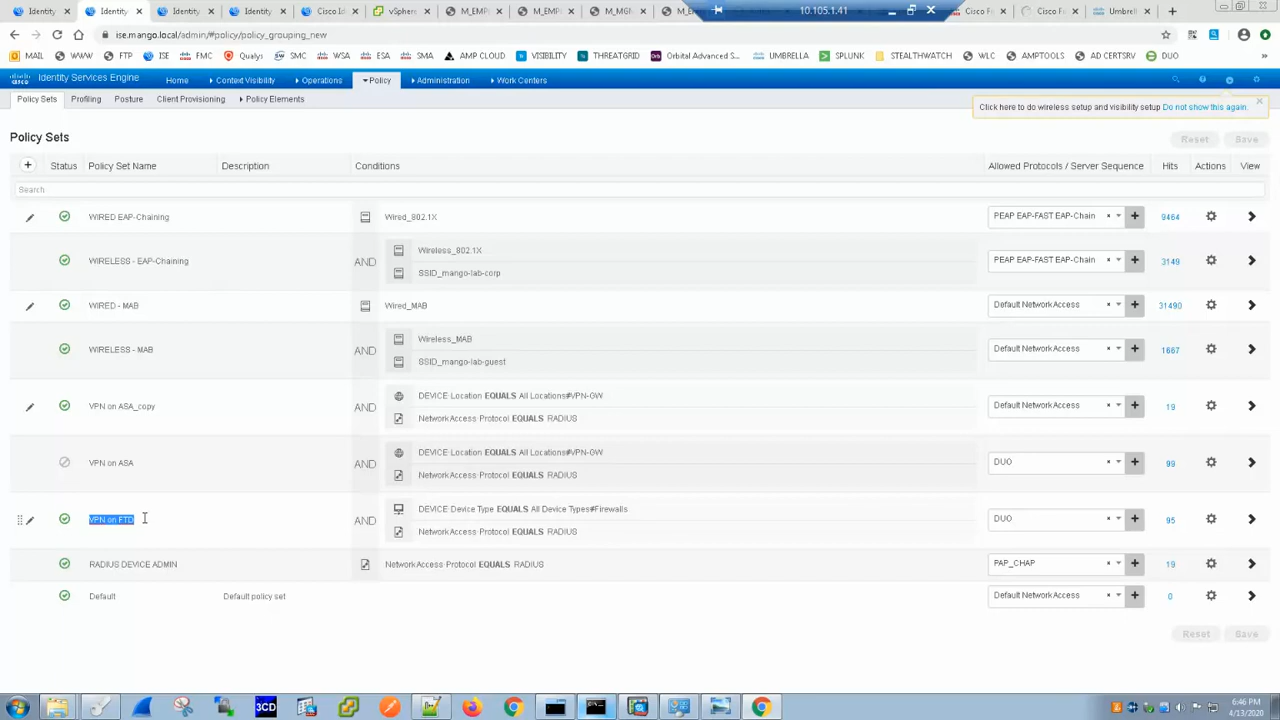 Identity
Identity
Identity
Identity
Cisco Ide
vSphere
M_EMP
M_EMP
M_MGM
10.105.1.41
Cisco Fo
Cisco Fo
Umbrell
ise.mango.local/admin/#policy/policy_grouping_new
MAIL WWW FTP ISE FMC Qualys SMC WSA ESA SMA AMP CLOUD VISIBILITY THREATGRID Orbital Advanced S... UMBRELLA SPLUNK STEALTHWATCH WLC AMPTOOLS AD CERTSRV DUO »
cisco Identity Services Engine Home Context Visibility Operations Policy Administration Work Centers
Policy Sets Profiling Posture Client Provisioning Policy Elements
Click here to do wireless setup and visibility setup Do not show this again.
Policy Sets
Reset Save
Status Policy Set Name Description Conditions Allowed Protocols / Server Sequence Hits Actions View
Search
WIRED EAP-Chaining Wired_802.1X PEAP EAP-FAST EAP-Chain 9464
WIRELESS - EAP-Chaining AND Wireless_802.1X PEAP EAP-FAST EAP-Chain 3149
SSID_mango-lab-corp
WIRED - MAB Wired_MAB Default Network Access 31490
WIRELESS - MAB AND Wireless_MAB Default Network Access 1667
SSID_mango-lab-guest
VPN on ASA_copy AND DEVICE·Location EQUALS All Locations#VPN-GW Default Network Access 19
Network Access·Protocol EQUALS RADIUS
VPN on ASA AND DEVICE·Location EQUALS All Locations#VPN-GW DUO 99
Network Access·Protocol EQUALS RADIUS
VPN on FTD AND DEVICE·Device Type EQUALS All Device Types#Firewalls DUO 95
Network Access·Protocol EQUALS RADIUS
RADIUS DEVICE ADMIN Network Access·Protocol EQUALS RADIUS PAP_CHAP 19
Default Default policy set Default Network Access 0
Reset Save
3CD
6:46 PM
4/13/2020